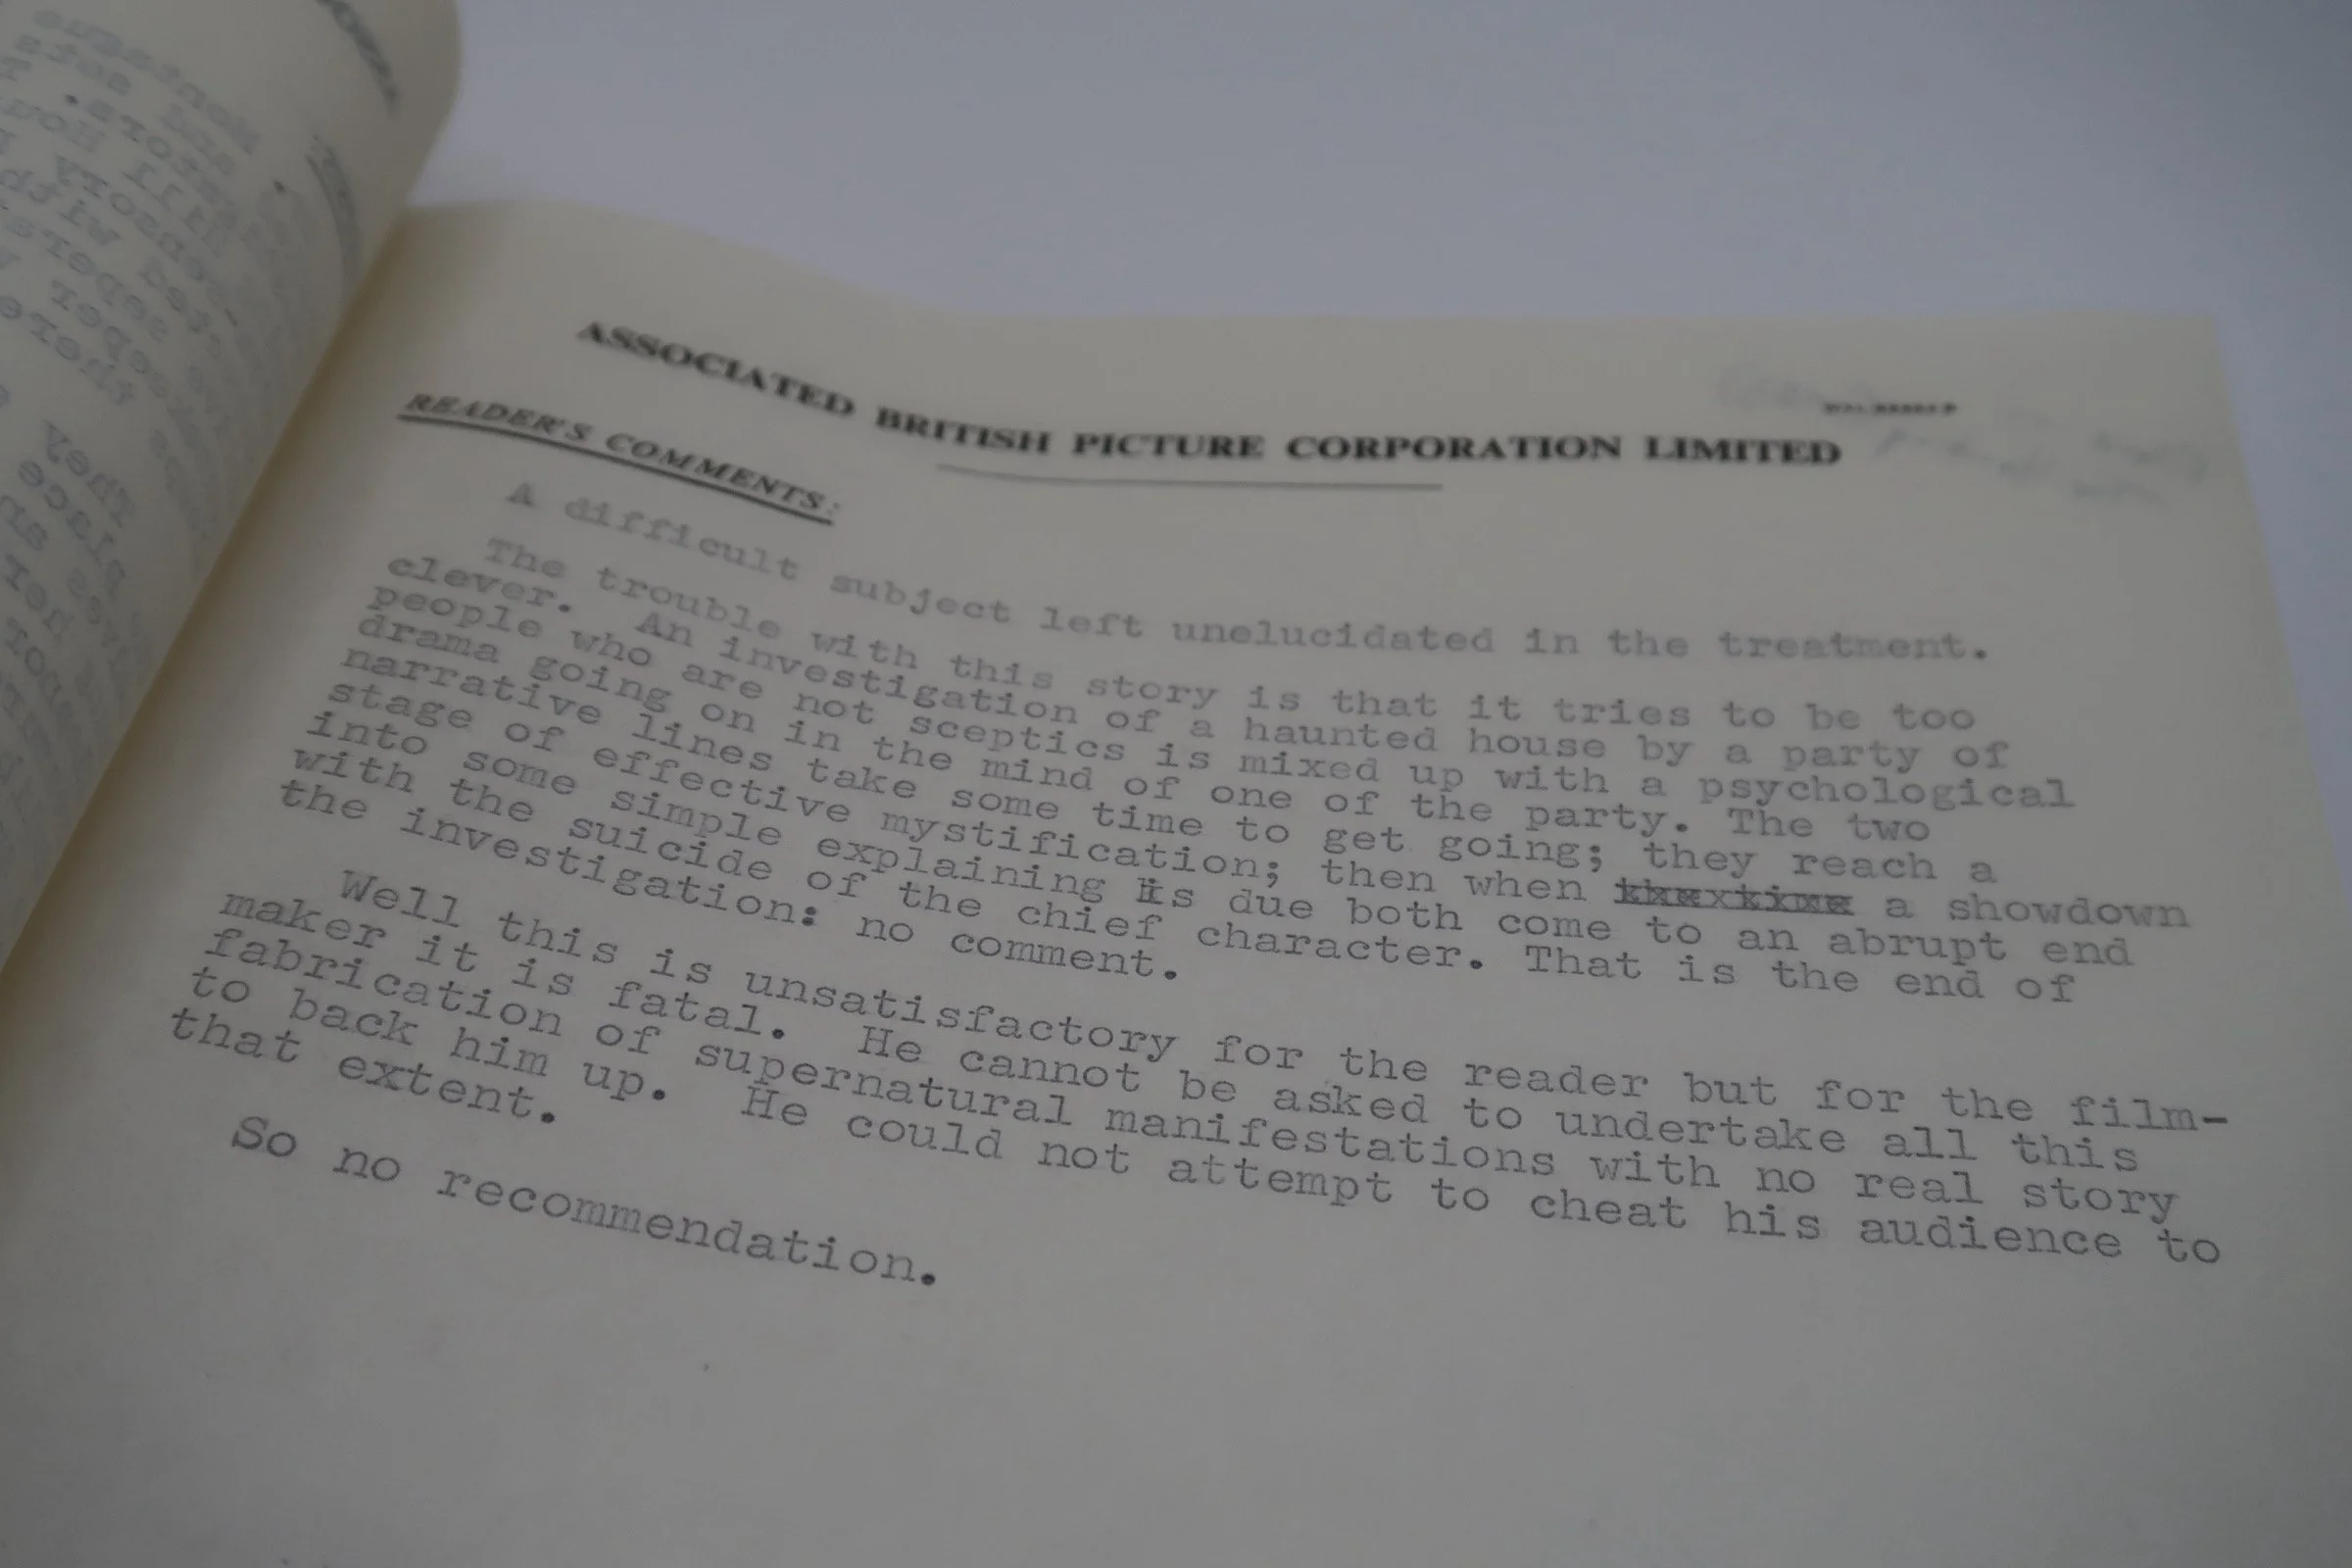 ASSOCIATED BRITISH PICTURE CORPORATION LIMITED
READER'S COMMENTS:
A difficult subject left unelucidated in the treatment.
The trouble with this story is that it tries to be too
clever. An investigation of a haunted house by a party of
people who are not sceptics is mixed up with a psychological
drama going on in the mind of one of the party. The two
narrative lines take some time to get going; they reach a
stage of effective mystification; then when a showdown
into some simple explaining is due both come to an abrupt end
with the suicide of the chief character. That is the end of
the investigation: no comment.
Well this is unsatisfactory for the reader but for the film-
maker it is fatal. He cannot be asked to undertake all this
fabrication of supernatural manifestations with no real story
to back him up. He could not attempt to cheat his audience to
that extent.
So no recommendation.